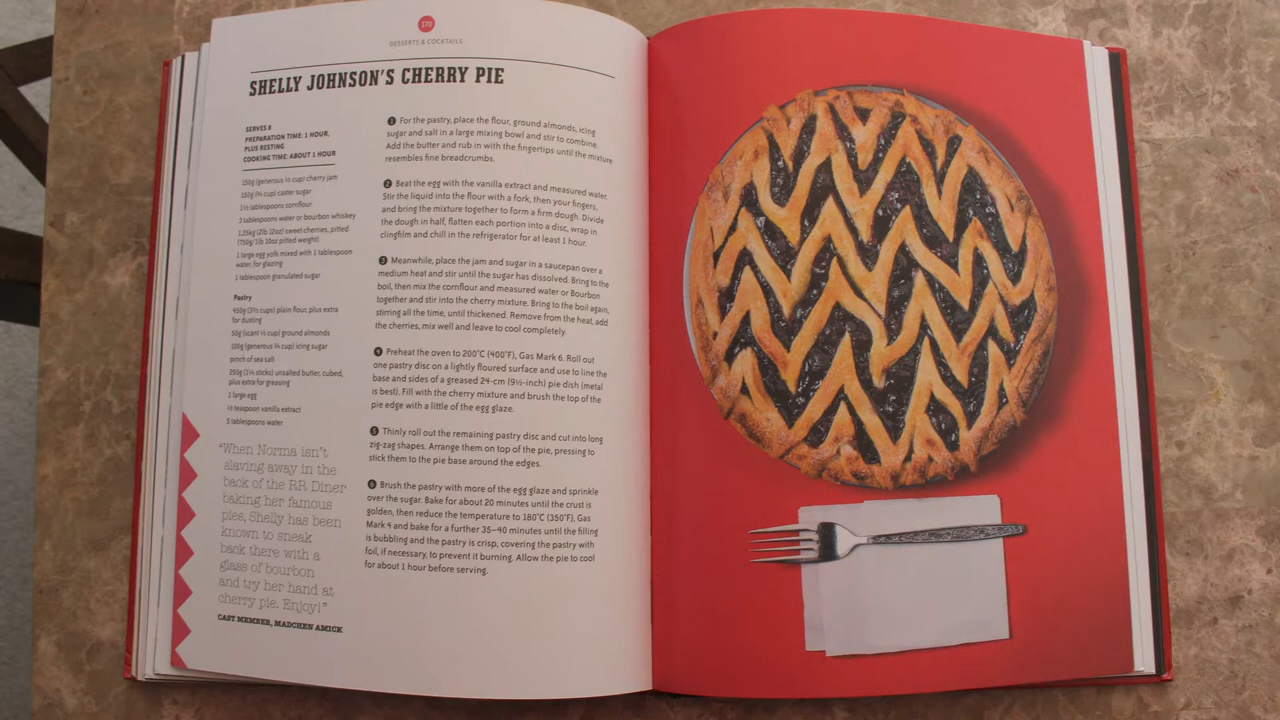 170
DESSERTS & COCKTAILS
SHELLY JOHNSON'S CHERRY PIE
SERVES 8
PREPARATION TIME: 1 HOUR,
PLUS RESTING
COOKING TIME: ABOUT 1 HOUR
150g (generous ½ cup) cherry jam
150g (¾ cup) caster sugar
1½ tablespoons cornflour
3 tablespoons water or bourbon whiskey
1.25kg (2lb 12oz) sweet cherries, pitted
(750g/1lb 10oz pitted weight)
1 large egg yolk mixed with 1 tablespoon
water, for glazing
1 tablespoon granulated sugar
Pastry
450g (3⅔ cups) plain flour, plus extra
for dusting
50g (scant ½ cup) ground almonds
100g (generous ¾ cup) icing sugar
pinch of sea salt
250g (2¼ sticks) unsalted butter, cubed,
plus extra for greasing
1 large egg
½ teaspoon vanilla extract
5 tablespoons water
"When Norma isn't
slaving away in the
back of the RR Diner
baking her famous
pies, Shelly has been
known to sneak
back there with a
glass of bourbon
and try her hand at
cherry pie. Enjoy!"
CAST MEMBER, MADCHEN AMICK
1 For the pastry, place the flour, ground almonds, icing
sugar and salt in a large mixing bowl and stir to combine.
Add the butter and rub in with the fingertips until the mixture
resembles fine breadcrumbs.
2 Beat the egg with the vanilla extract and measured water.
Stir the liquid into the flour with a fork, then your fingers,
and bring the mixture together to form a firm dough. Divide
the dough in half, flatten each portion into a disc, wrap in
clingfilm and chill in the refrigerator for at least 1 hour.
3 Meanwhile, place the jam and sugar in a saucepan over a
medium heat and stir until the sugar has dissolved. Bring to the
boil, then mix the cornflour and measured water or Bourbon
together and stir into the cherry mixture. Bring to the boil again,
stirring all the time, until thickened. Remove from the heat, add
the cherries, mix well and leave to cool completely.
4 Preheat the oven to 200°C (400°F), Gas Mark 6. Roll out
one pastry disc on a lightly floured surface and use to line the
base and sides of a greased 24-cm (9½-inch) pie dish (metal
is best). Fill with the cherry mixture and brush the top of the
pie edge with a little of the egg glaze.
5 Thinly roll out the remaining pastry disc and cut into long
zig-zag shapes. Arrange them on top of the pie, pressing to
stick them to the pie base around the edges.
6 Brush the pastry with more of the egg glaze and sprinkle
over the sugar. Bake for about 20 minutes until the crust is
golden, then reduce the temperature to 180°C (350°F), Gas
Mark 4 and bake for a further 35–40 minutes until the filling
is bubbling and the pastry is crisp, covering the pastry with
foil, if necessary, to prevent it burning. Allow the pie to cool
for about 1 hour before serving.